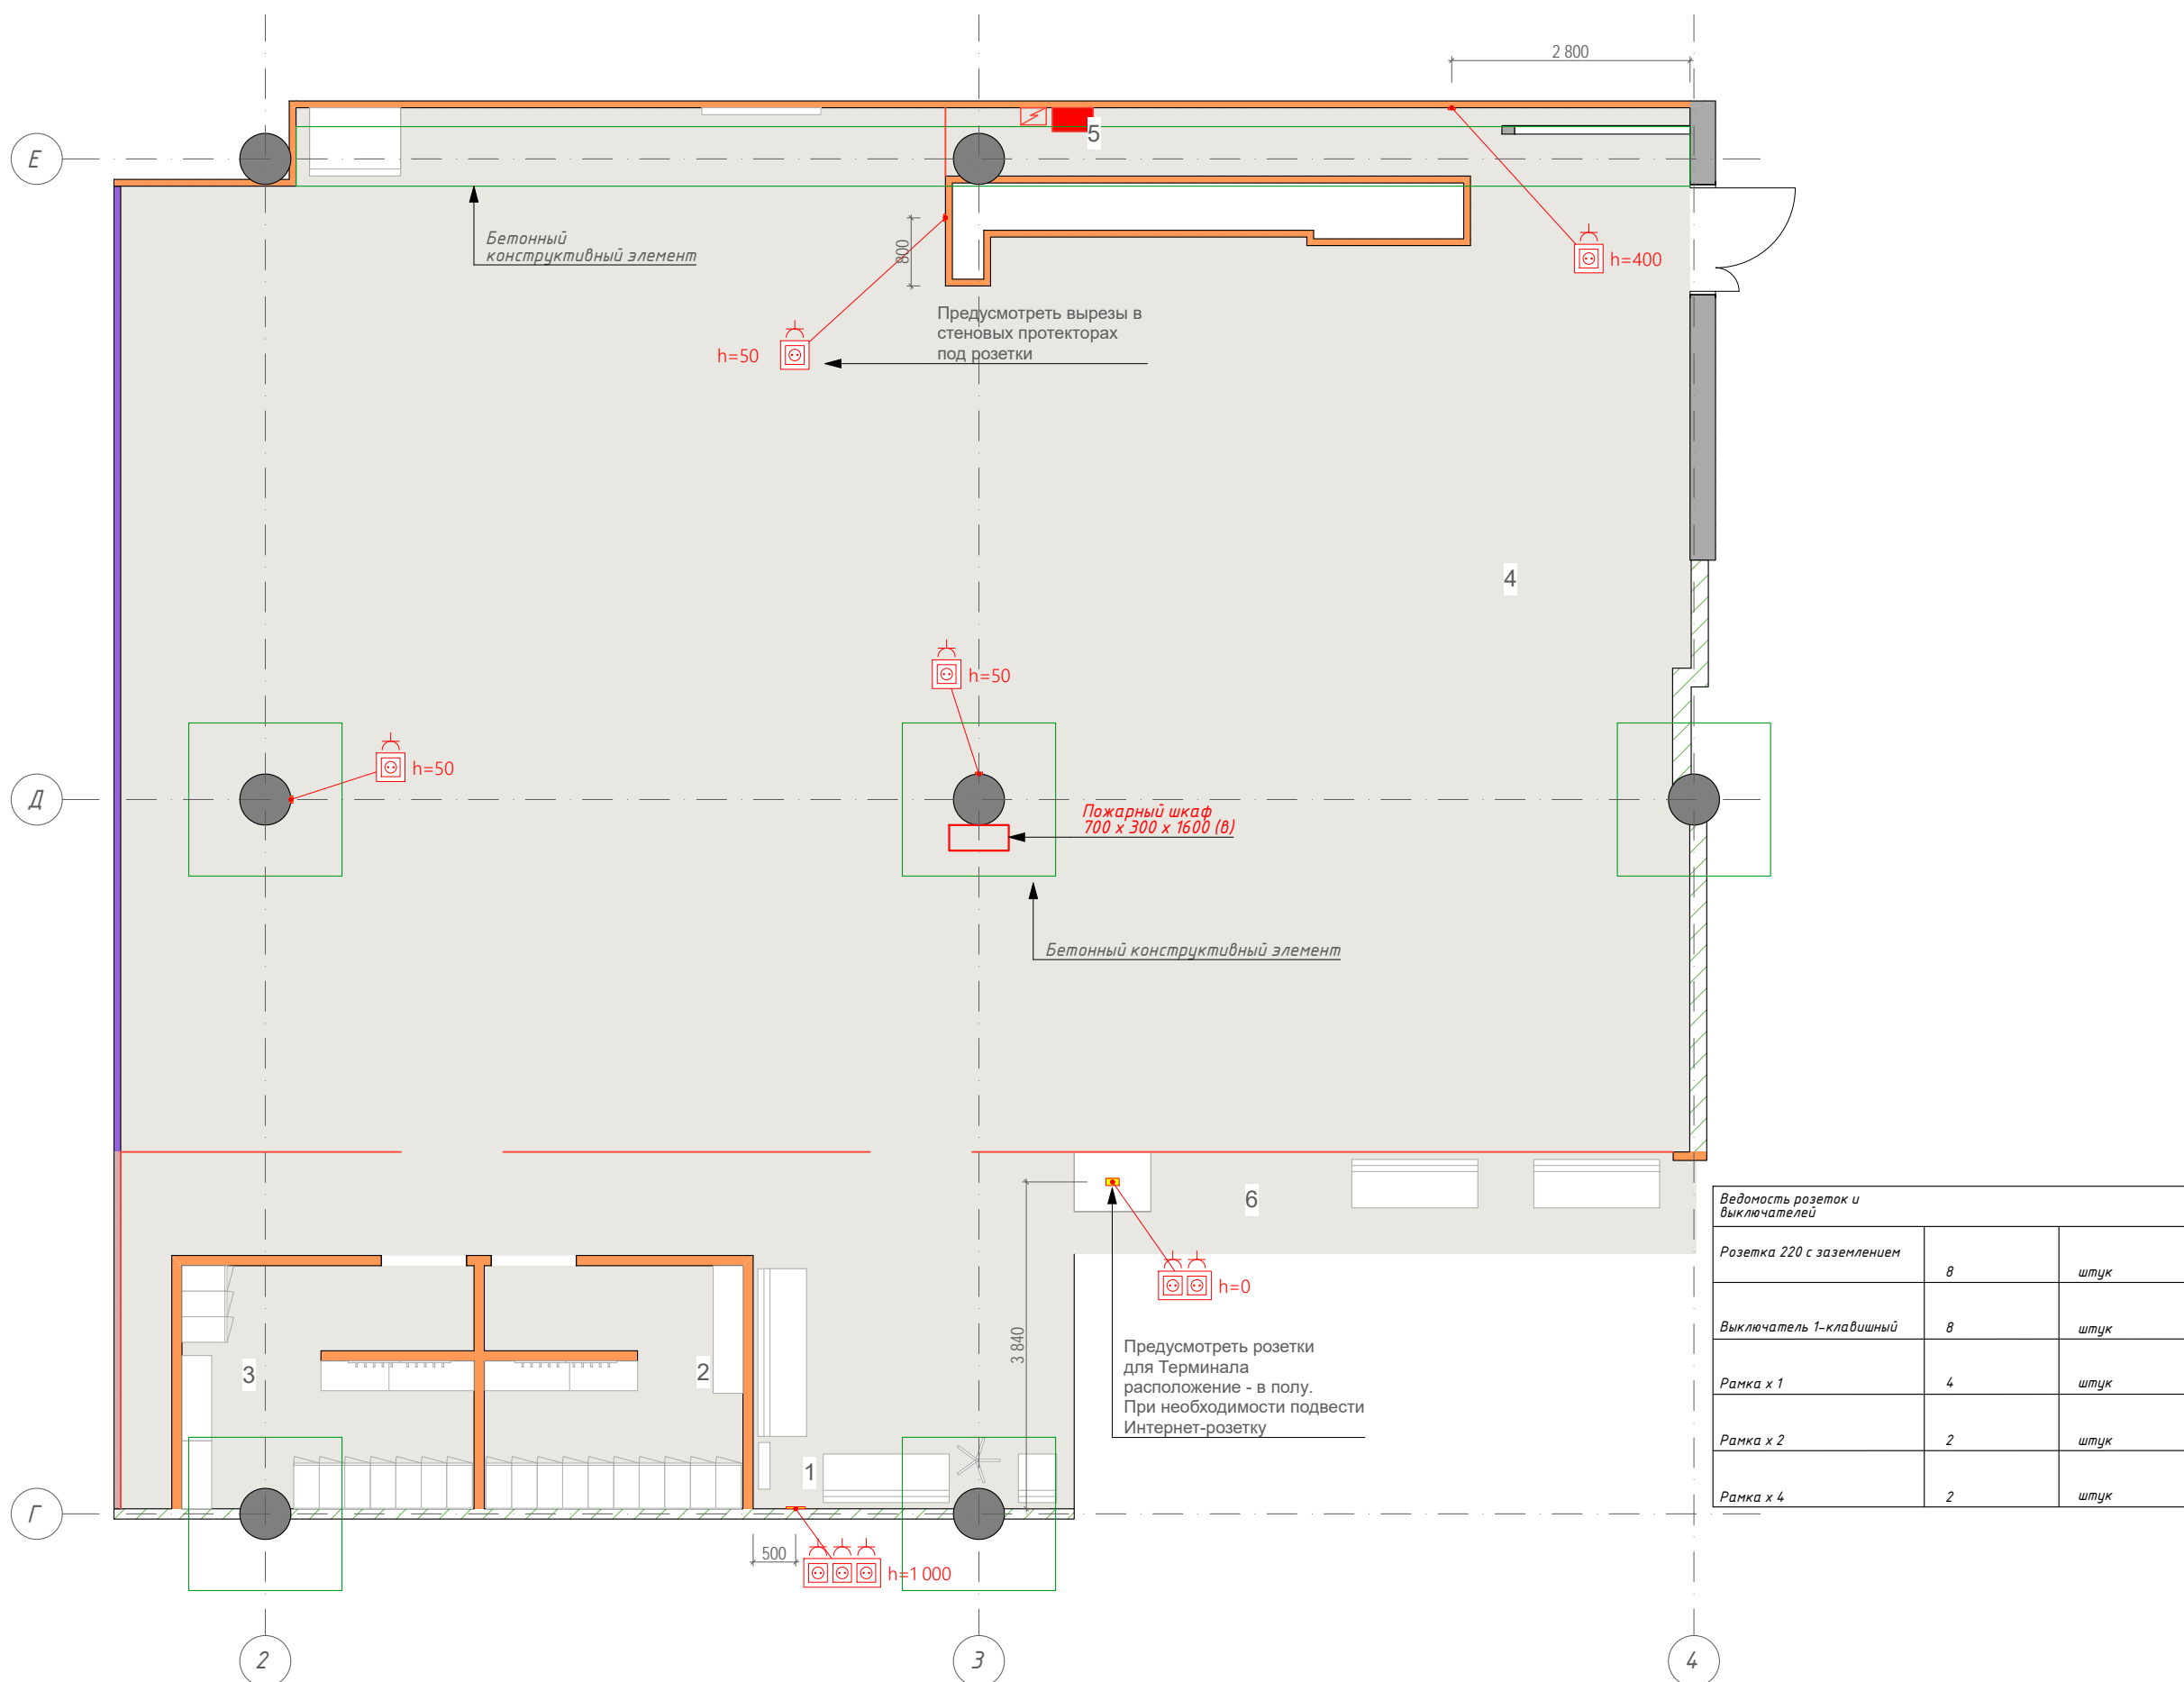 2 800
E
5
Бетонный
конструктивный элемент
800
h=400
Предусмотреть вырезы в
стеновых протекторах
под розетки
h=50
4
h=50
h=50
Д
Пожарный шкаф
700 x 300 x 1600 (в)
Бетонный конструктивный элемент
6
h=0
3 840
Предусмотреть розетки
для Терминала
расположение - в полу.
При необходимости подвести
Интернет-розетку
3
2
1
Г
500
h=1 000
2
3
4
Ведомость розеток и
выключателей
Розетка 220 с заземлением 8 штук
Выключатель 1-клавишный 8 штук
Рамка x 1 4 штук
Рамка x 2 2 штук
Рамка x 4 2 штук